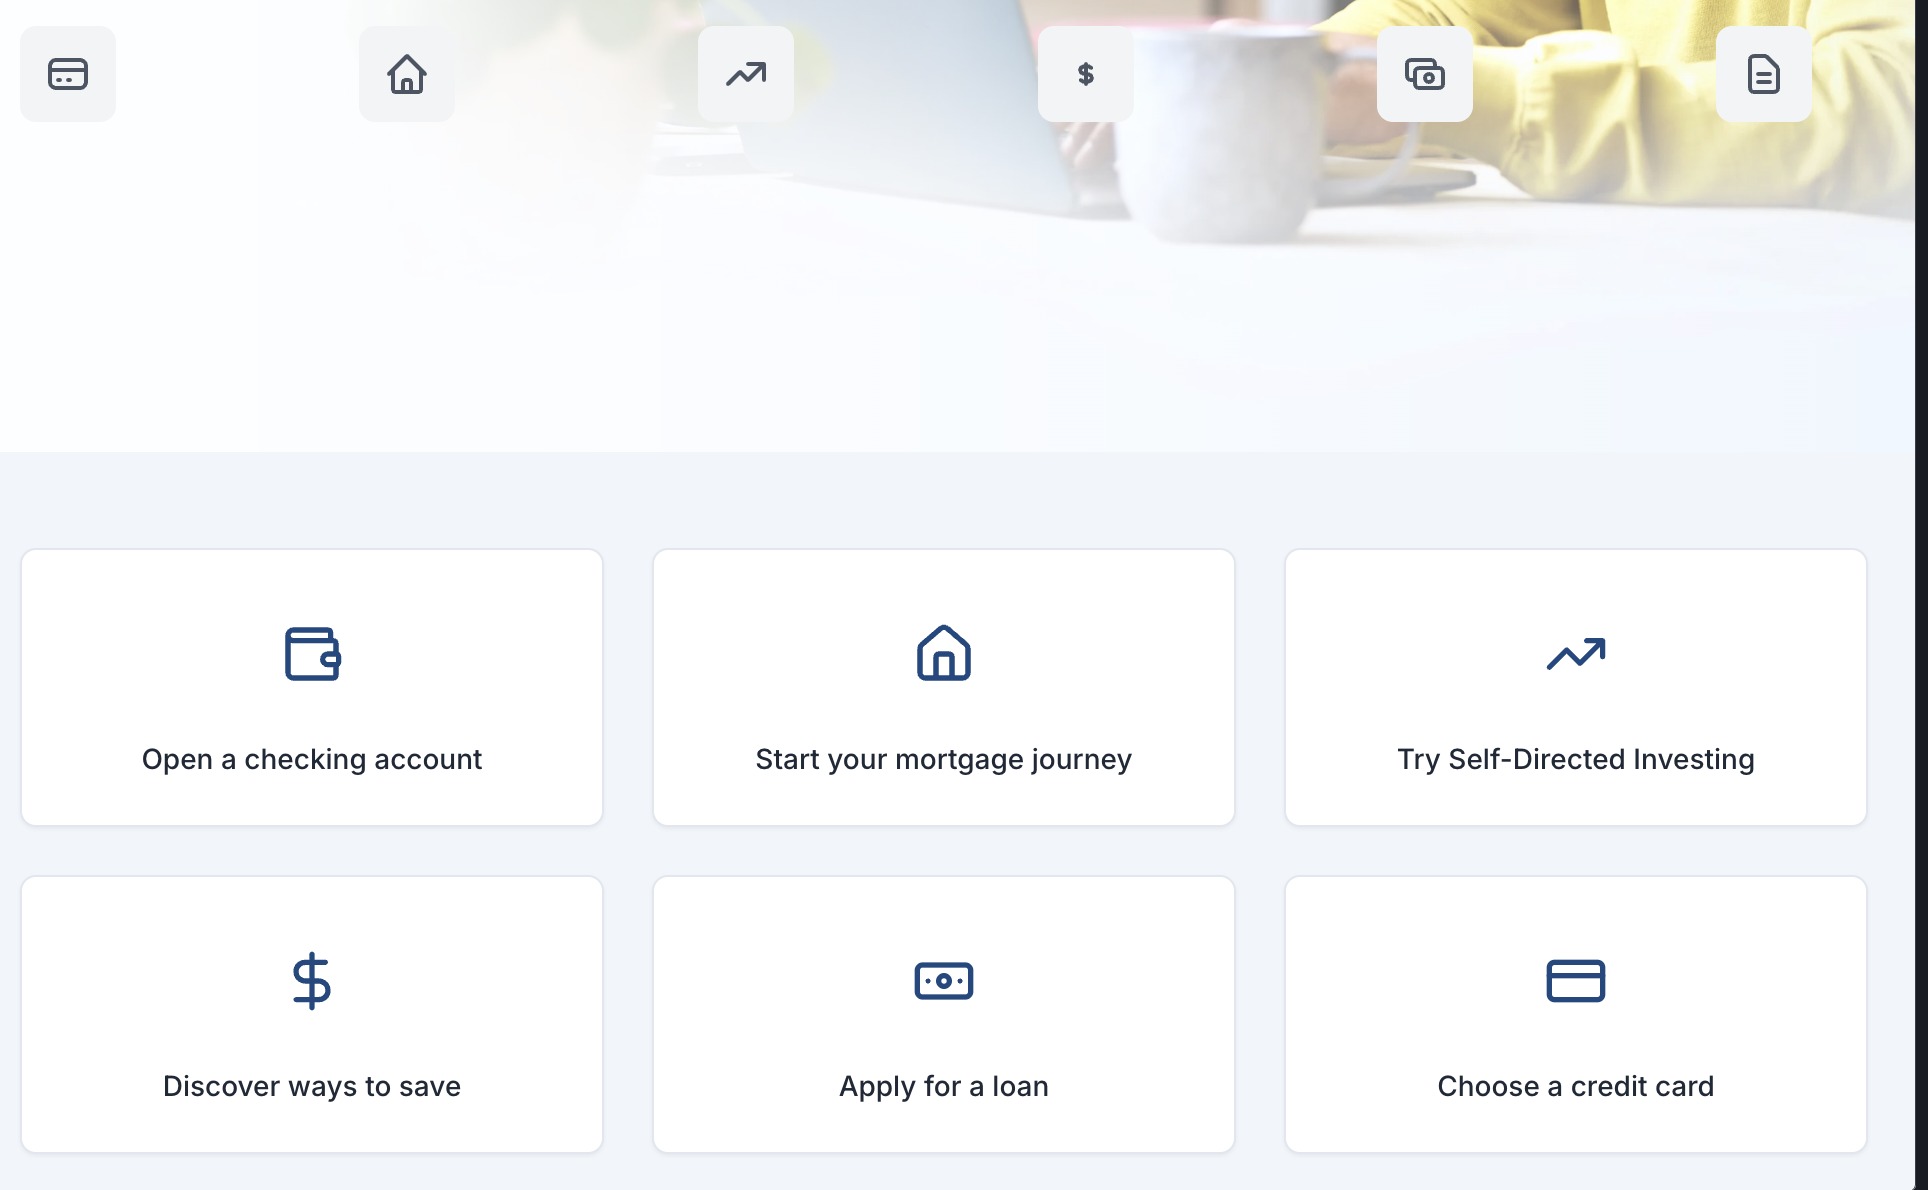 Open a checking account
Start your mortgage journey
Try Self-Directed Investing
Discover ways to save
Apply for a loan
Choose a credit card